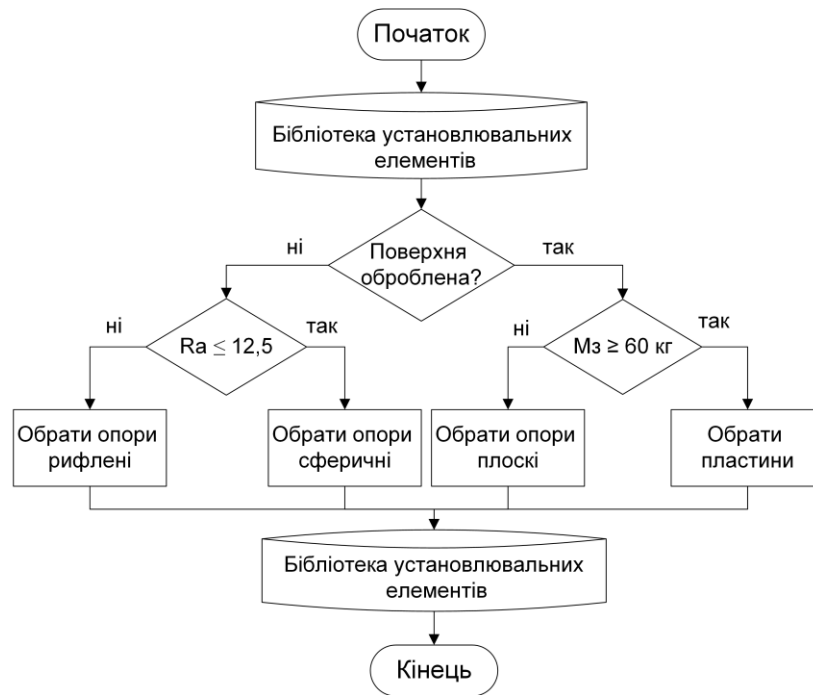 Початок
Бібліотека установлювальних
елементів
Поверхня
оброблена?
ні
так
Ra ≤ 12,5
ні
так
Мз ≥ 60 кг
ні
так
Обрати опори
рифлені
Обрати опори
сферичні
Обрати опори
плоскі
Обрати
пластини
Бібліотека установлювальних
елементів
Кінець